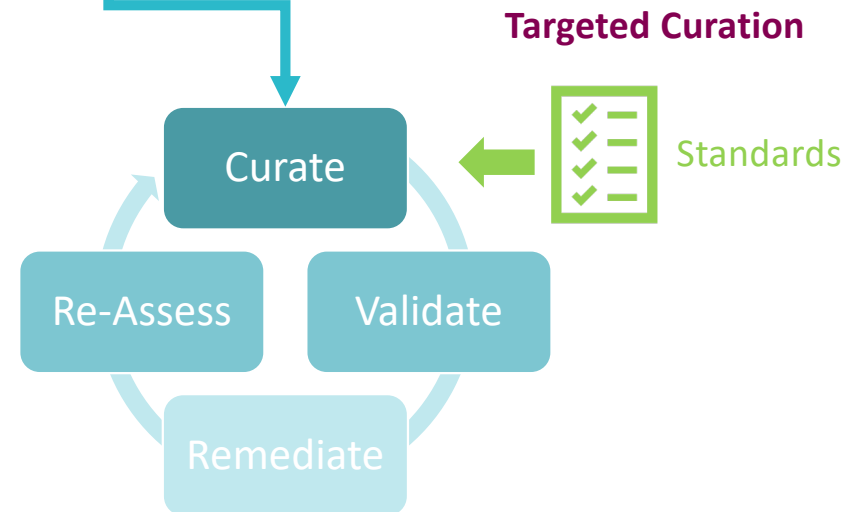 Targeted Curation
Curate
Standards
Re-Assess
Validate
Remediate